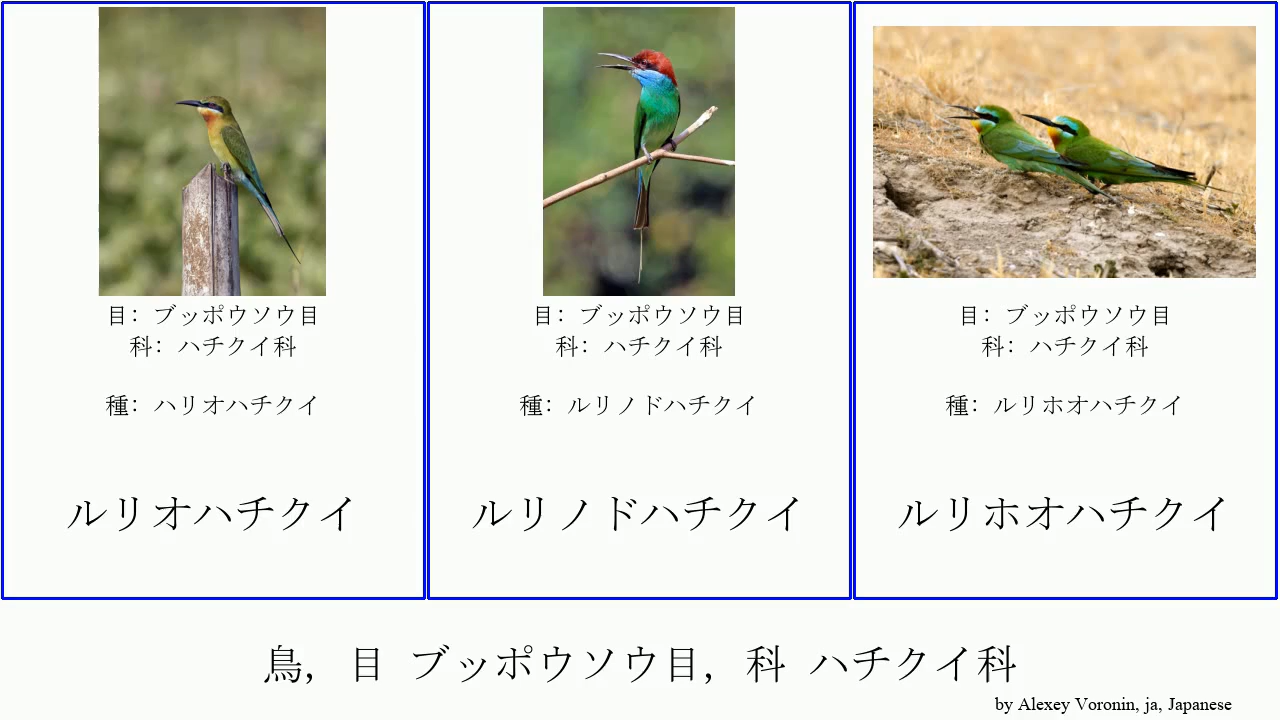 目: ブッポウソウ目
科: ハチクイ科
種: ハリオハチクイ
ルリオハチクイ
目: ブッポウソウ目
科: ハチクイ科
種: ルリノドハチクイ
ルリノドハチクイ
目: ブッポウソウ目
科: ハチクイ科
種: ルリホオハチクイ
ルリホオハチクイ
鳥, 目 ブッポウソウ目, 科 ハチクイ科
by Alexey Voronin, ja, Japanese